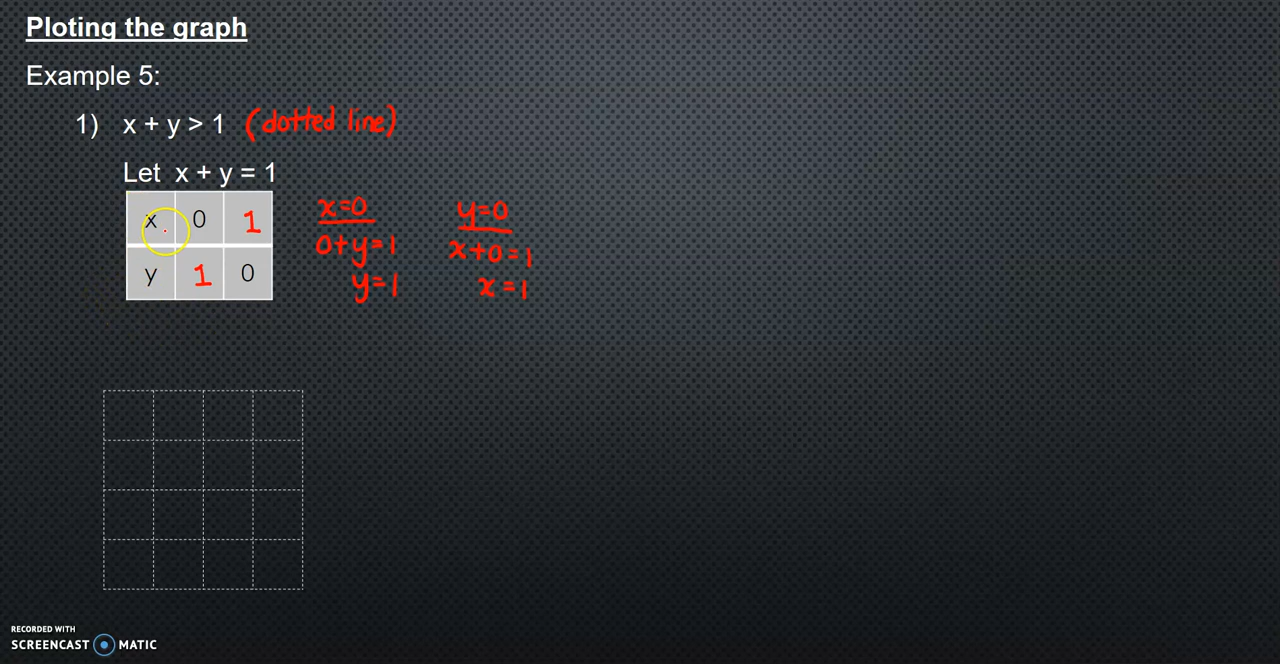 Ploting the graph
Example 5:
1) x + y > 1 (dotted line)
Let x + y = 1
x 0 1
y 1 0
x=0
0+y=1
y=1
y=0
x+0=1
x=1
RECORDED WITH
SCREENCAST MATIC